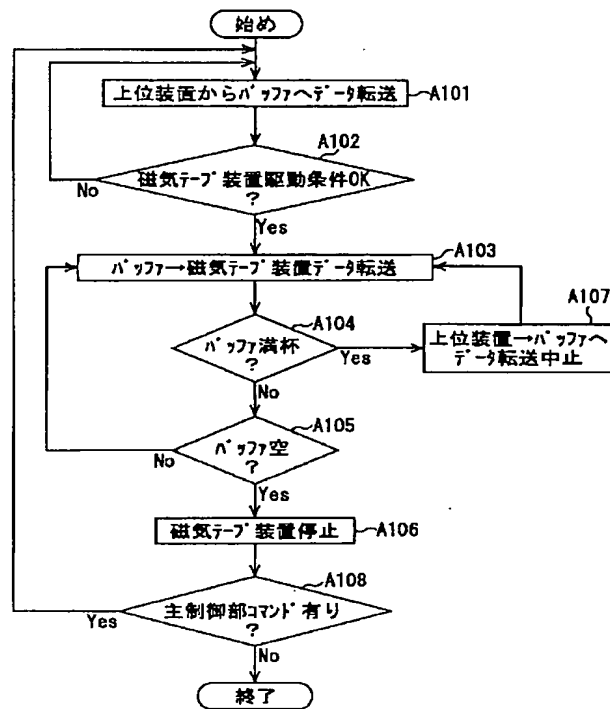 始め
上位装置からバッファへデータ転送
A101
A102
磁気テープ装置駆動条件OK
?
No
Yes
A103
バッファ→磁気テープ装置データ転送
A107
A104
上位装置→バッファへ
データ転送中止
バッファ満杯
?
Yes
No
A105
バッファ空
?
No
Yes
磁気テープ装置停止
A106
A108
主制御部コマンド有り
?
Yes
No
終了